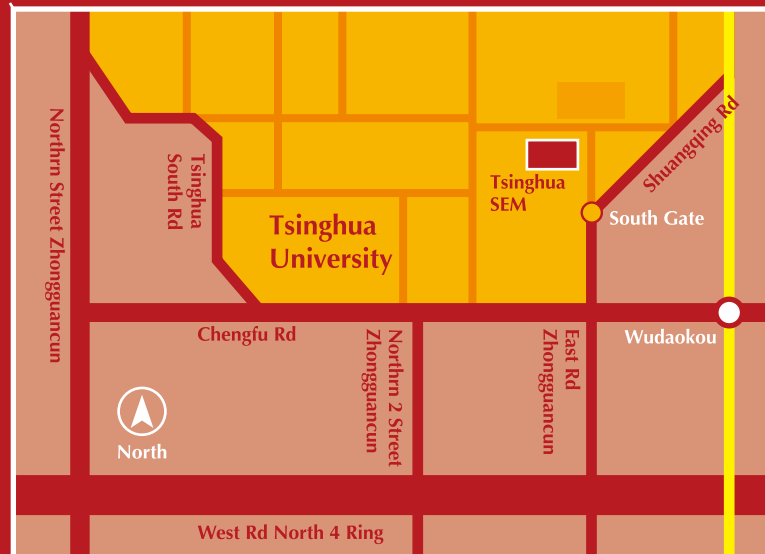 Northrn Street Zhongguancun
Tsinghua
South Rd
Tsinghua
SEM
Shuangqing Rd
South Gate
Tsinghua
University
Chengfu Rd
Wudaokou
Northrn 2 Street
Zhongguancun
East Rd
Zhongguancun
North
West Rd North 4 Ring